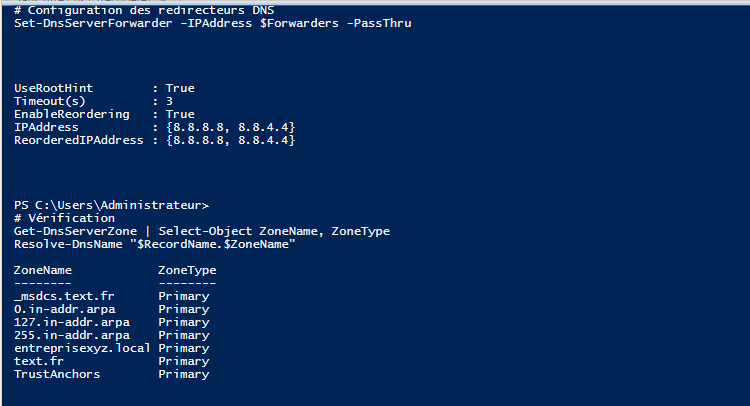 # Configuration des redirecteurs DNS
Set-DnsServerForwarder -IPAddress $Forwarders -PassThru
UseRootHint : True
Timeout(s) : 3
EnableReordering : True
IPAddress : {8.8.8.8, 8.8.4.4}
ReorderedIPAddress : {8.8.8.8, 8.8.4.4}
PS C:\Users\Administrateur>
# Vérification
Get-DnsServerZone | Select-Object ZoneName, ZoneType
Resolve-DnsName "$RecordName.$ZoneName"
ZoneName ZoneType
-------- --------
_msdcs.text.fr Primary
0.in-addr.arpa Primary
127.in-addr.arpa Primary
255.in-addr.arpa Primary
entreprisexyz.local Primary
text.fr Primary
TrustAnchors Primary